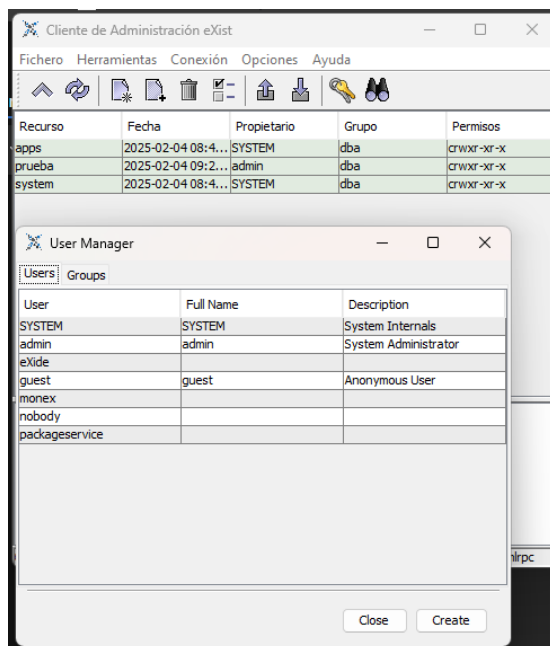 Cliente de Administración eXist
Fichero Herramientas Conexión Opciones Ayuda
Recurso Fecha Propietario Grupo Permisos
apps 2025-02-04 08:4... SYSTEM dba crwxr-xr-x
prueba 2025-02-04 09:2... admin dba crwxr-xr-x
system 2025-02-04 08:4... SYSTEM dba crwxr-xr-x
User Manager
Users Groups
User Full Name Description
SYSTEM SYSTEM System Internals
admin admin System Administrator
eXide
guest guest Anonymous User
monex
nobody
packageservice
Close Create